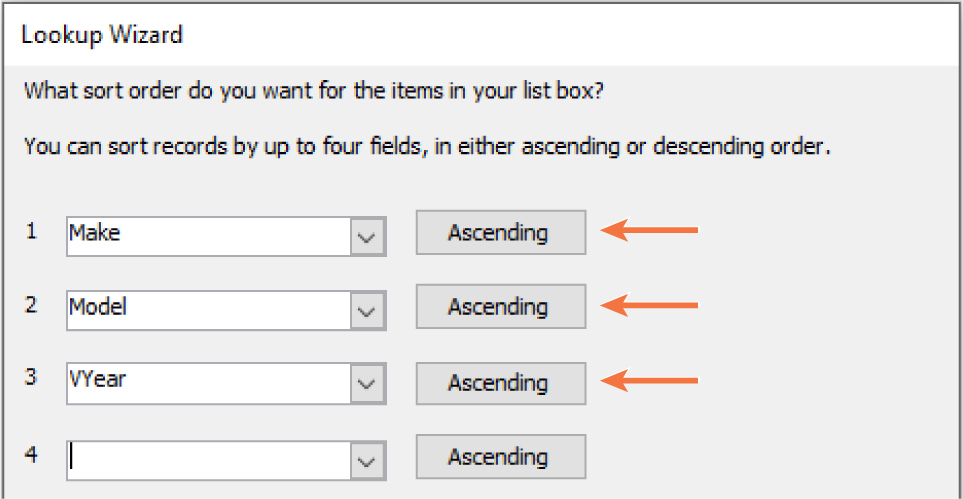 Lookup Wizard
What sort order do you want for the items in your list box?
You can sort records by up to four fields, in either ascending or descending order.
1 Make Ascending
2 Model Ascending
3 VYear Ascending
4 Ascending